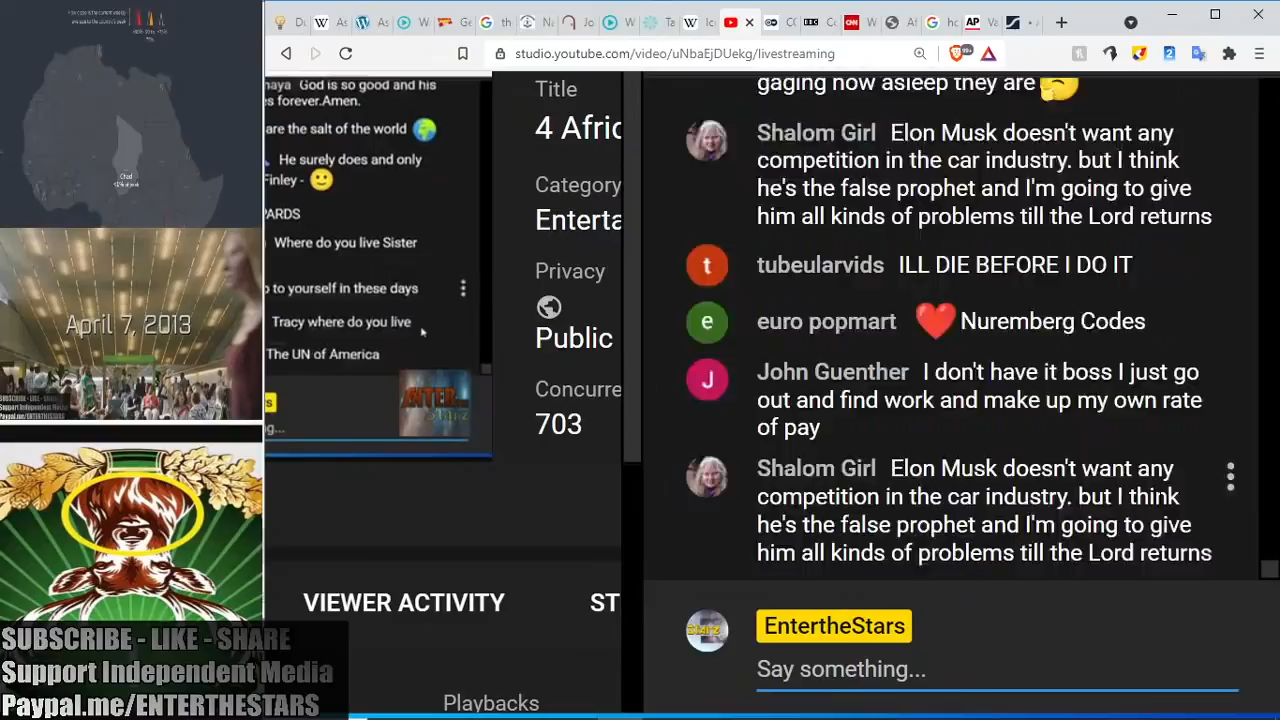 studio.youtube.com/video/uNbaEjDUekg/livestreaming
God is so good and his
s forever.Amen.
are the salt of the world 🌍
He surely does and only
Finley - 🙂
PARDS
Where do you live Sister
to yourself in these days
Tracy where do you live
The UN of America
Title
4 Afric
Category
Enterta
Privacy
Public
Concurre
703
VIEWER ACTIVITY
ST
Playbacks
gaging how asleep they are
Shalom Girl Elon Musk doesn't want any
competition in the car industry. but I think
he's the false prophet and I'm going to give
him all kinds of problems till the Lord returns
tubeularvids ILL DIE BEFORE I DO IT
euro popmart ❤️ Nuremberg Codes
John Guenther I don't have it boss I just go
out and find work and make up my own rate
of pay
Shalom Girl Elon Musk doesn't want any
competition in the car industry. but I think
he's the false prophet and I'm going to give
him all kinds of problems till the Lord returns
EntertheStars
Say something...
Chad
April 7, 2013
SUBSCRIBE - LIKE - SHARE
Support Independent Media
Paypal.me/ENTERTHESTARS